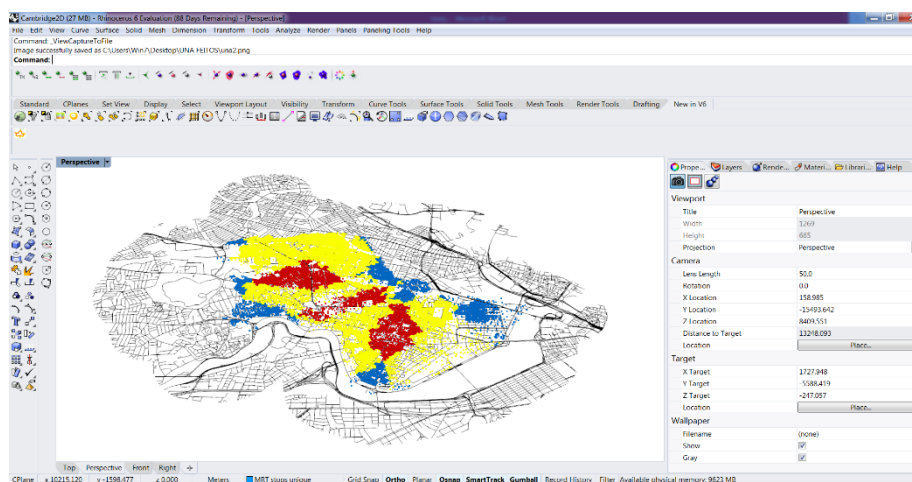 Cambridge2D (27 MB) - Rhinoceros 6 Evaluation (88 Days Remaining) - [Perspective]
File Edit View Curve Surface Solid Mesh Dimension Transform Tools Analyze Render Panels Paneling Tools Help
Command: _ViewCaptureToFile
Image successfully saved as C:\Users\Win7\Desktop\UNA FEITOS\una2.png
Command:
Standard CPlanes Set View Display Select Viewport Layout Visibility Transform Curve Tools Surface Tools Solid Tools Mesh Tools Render Tools Drafting New in V6
Perspective
Prope... Layers Rende... Materi... Librari... Help
Viewport
Title Perspective
Width 1269
Height 665
Projection Perspective
Camera
Lens Length 50.0
Rotation 0.0
X Location 158.985
Y Location -15493.642
Z Location 8409.551
Distance to Target 13248.093
Location Place...
Target
X Target 1727.948
Y Target -5588.419
Z Target -247.057
Location Place...
Wallpaper
Filename (none)
Show
Gray
Top Perspective Front Right
CPlane x 10215.120 y -1598.477 z 0.000 Meters MRT stops unique Grid Snap Ortho Planar Osnap SmartTrack Gumball Record History Filter Available physical memory: 9623 MB